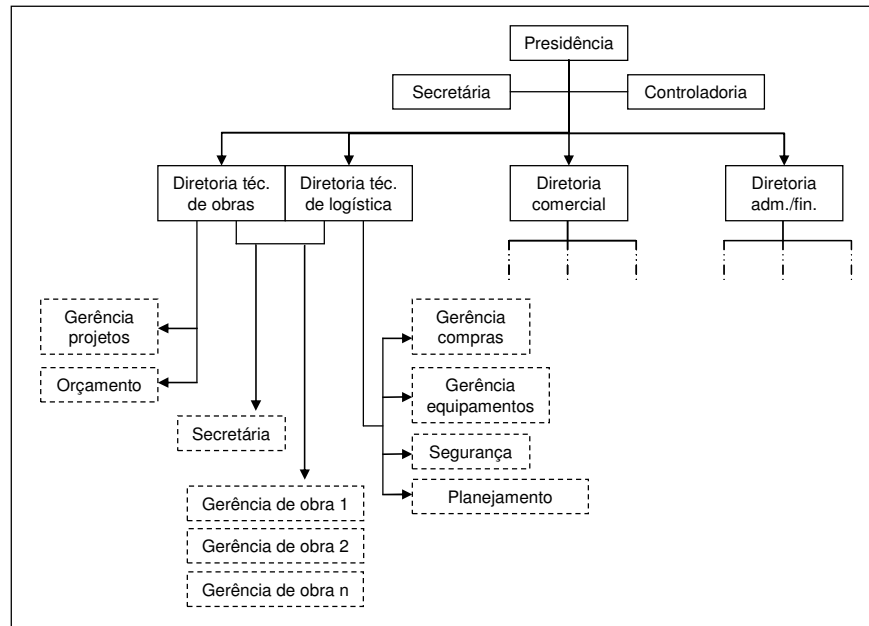 Presidência
Secretária
Controladoria
Diretoria téc.
de obras
Diretoria téc.
de logística
Diretoria
comercial
Diretoria
adm./fin.
Gerência
projetos
Orçamento
Secretária
Gerência de obra 1
Gerência de obra 2
Gerência de obra n
Gerência
compras
Gerência
equipamentos
Segurança
Planejamento